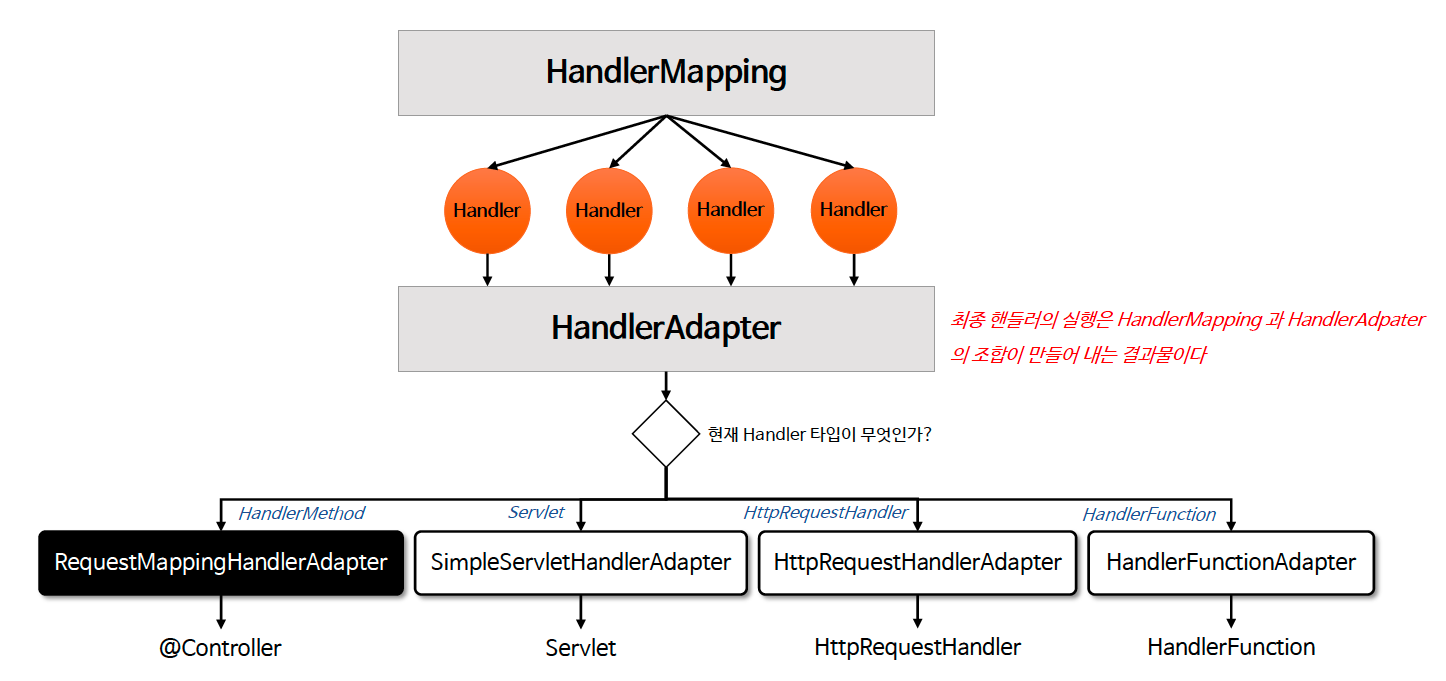 HandlerMapping
Handler
Handler
Handler
Handler
HandlerAdapter
최종 핸들러의 실행은 HandlerMapping 과 HandlerAdpater
의 조합이 만들어 내는 결과물이다
현재 Handler 타입이 무엇인가?
HandlerMethod
Servlet
HttpRequestHandler
HandlerFunction
RequestMappingHandlerAdapter
SimpleServletHandlerAdapter
HttpRequestHandlerAdapter
HandlerFunctionAdapter
@Controller
Servlet
HttpRequestHandler
HandlerFunction